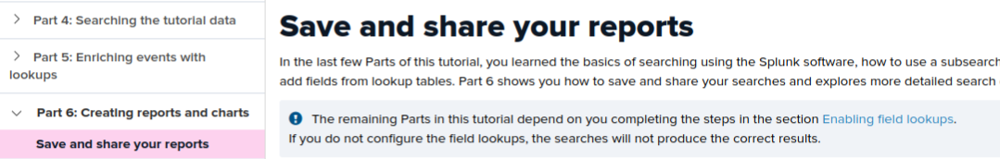 Part 4: Searching the tutorial data
Part 5: Enriching events with
lookups
Part 6: Creating reports and charts
Save and share your reports
Save and share your reports
In the last few Parts of this tutorial, you learned the basics of searching using the Splunk software, how to use a subsearch
add fields from lookup tables. Part 6 shows you how to save and share your searches and explores more detailed search
The remaining Parts in this tutorial depend on you completing the steps in the section Enabling field lookups.
If you do not configure the field lookups, the searches will not produce the correct results.